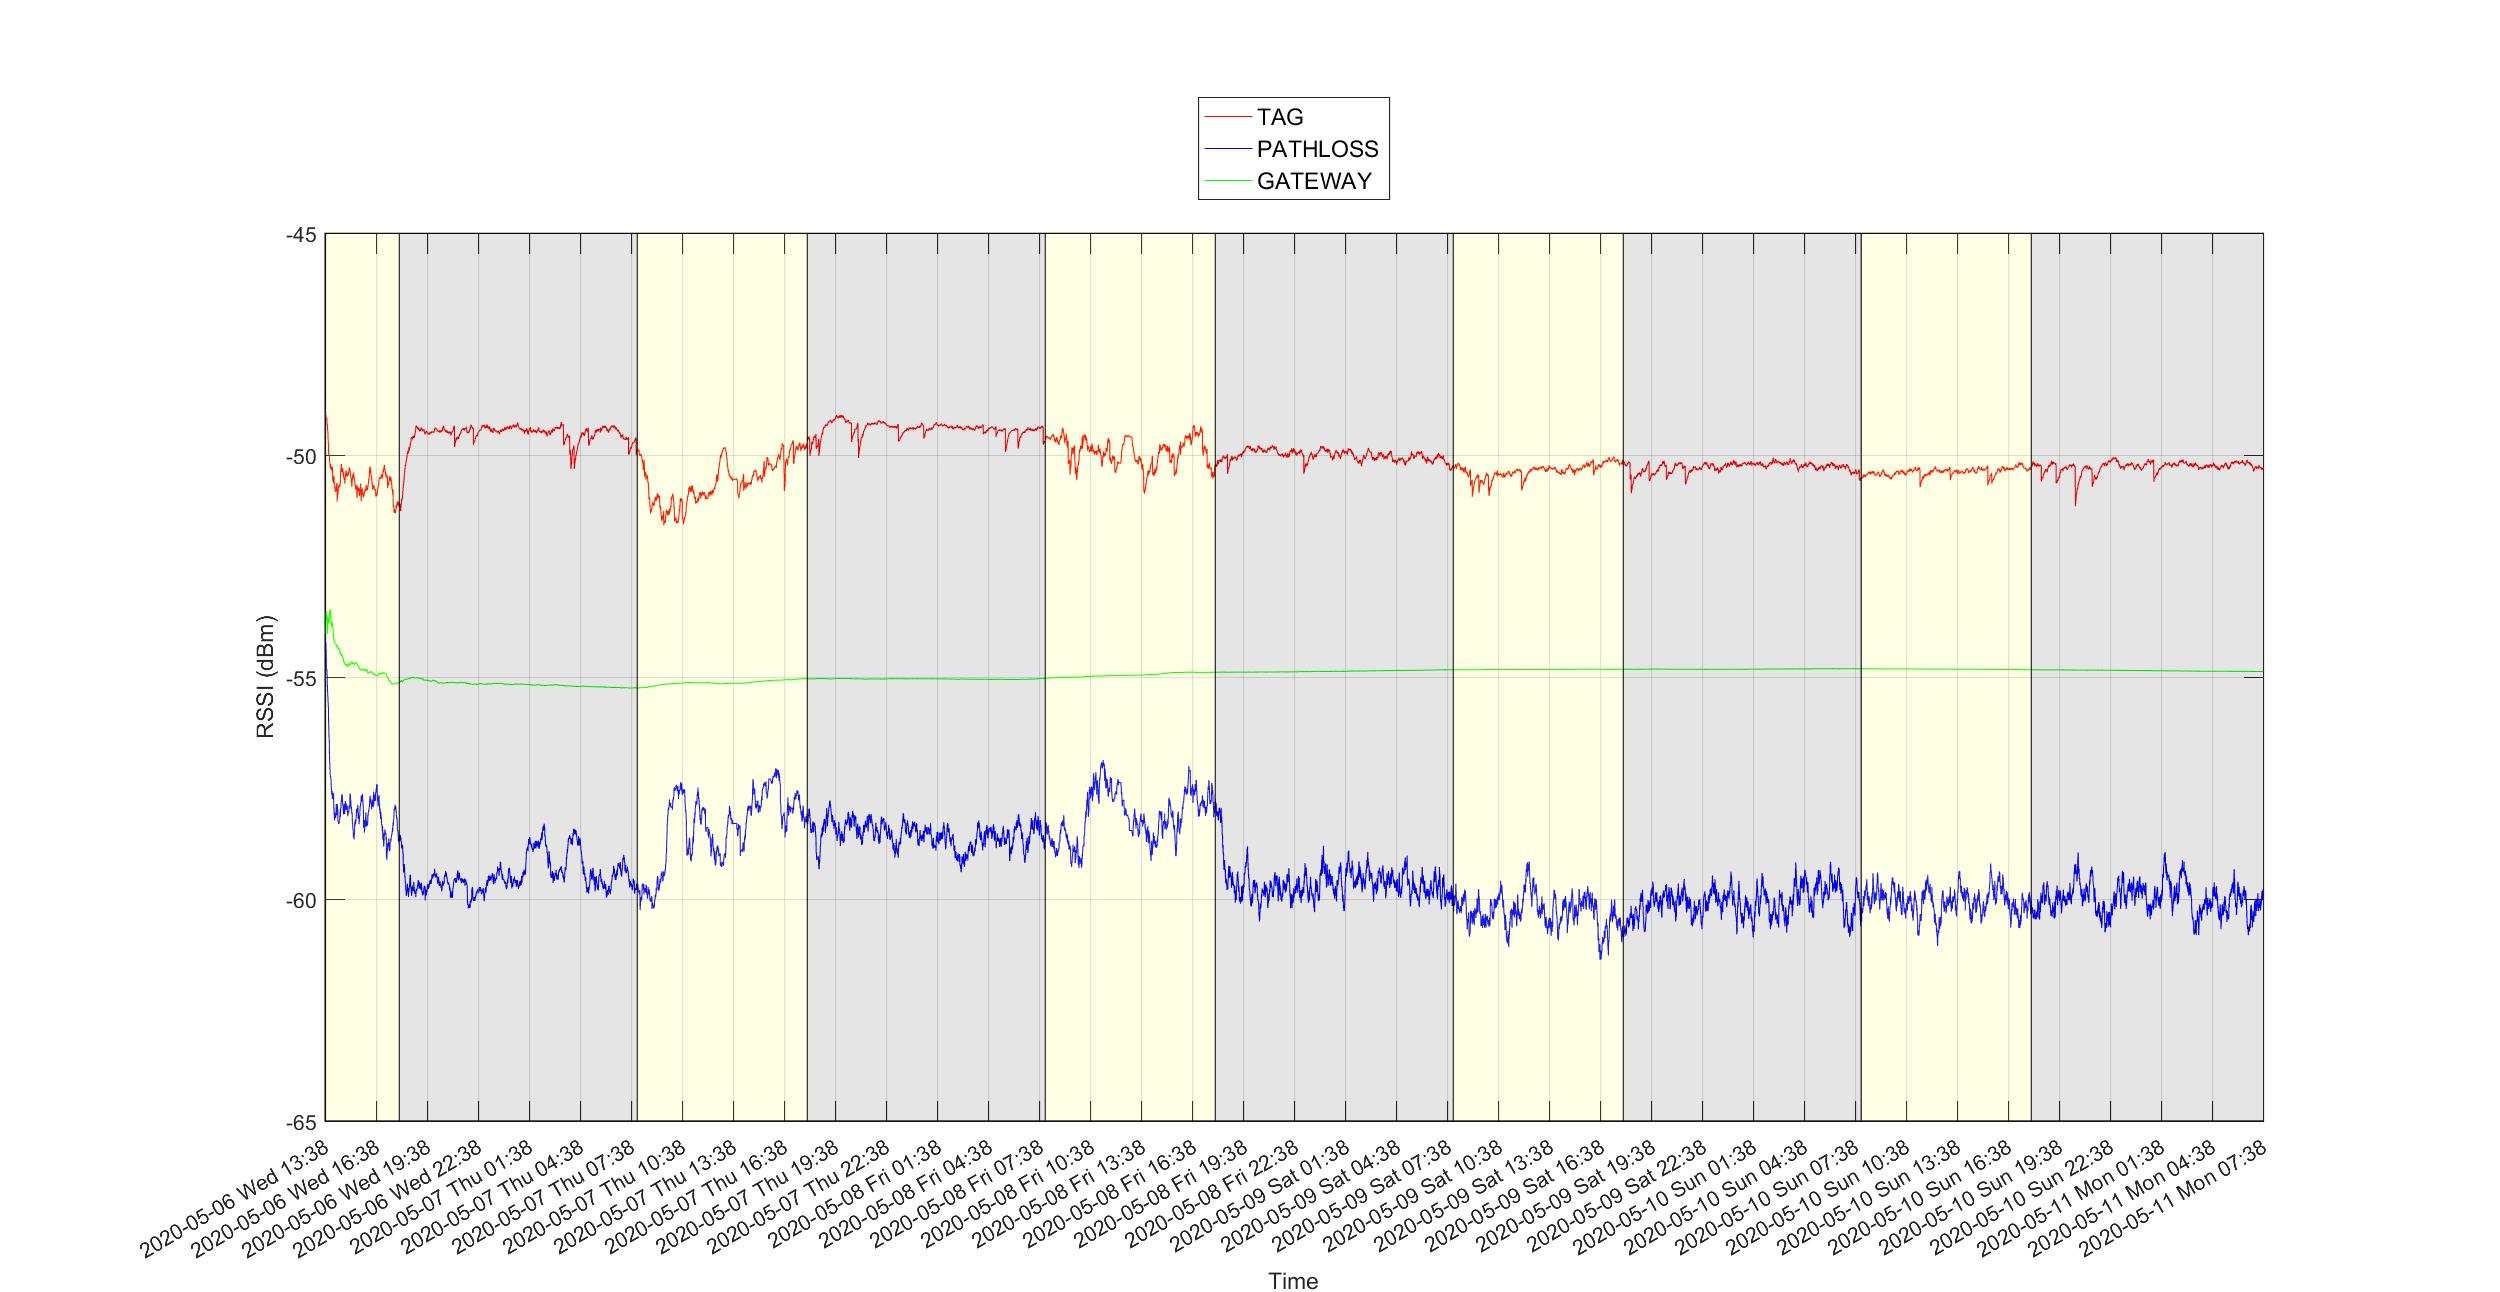 TAG
PATHLOSS
GATEWAY
-45
-50
-55
-60
-65
RSSI (dBm)
2020-05-06 Wed 13:38
2020-05-06 Wed 16:38
2020-05-06 Wed 19:38
2020-05-06 Wed 22:38
2020-05-07 Thu 01:38
2020-05-07 Thu 04:38
2020-05-07 Thu 07:38
2020-05-07 Thu 10:38
2020-05-07 Thu 13:38
2020-05-07 Thu 16:38
2020-05-07 Thu 19:38
2020-05-07 Thu 22:38
2020-05-08 Fri 01:38
2020-05-08 Fri 04:38
2020-05-08 Fri 07:38
2020-05-08 Fri 10:38
2020-05-08 Fri 13:38
2020-05-08 Fri 16:38
2020-05-08 Fri 19:38
2020-05-08 Fri 22:38
2020-05-09 Sat 01:38
2020-05-09 Sat 04:38
2020-05-09 Sat 07:38
2020-05-09 Sat 10:38
2020-05-09 Sat 13:38
2020-05-09 Sat 16:38
2020-05-09 Sat 19:38
2020-05-09 Sat 22:38
2020-05-10 Sun 01:38
2020-05-10 Sun 04:38
2020-05-10 Sun 07:38
2020-05-10 Sun 10:38
2020-05-10 Sun 13:38
2020-05-10 Sun 16:38
2020-05-10 Sun 19:38
2020-05-10 Sun 22:38
2020-05-11 Mon 01:38
2020-05-11 Mon 04:38
2020-05-11 Mon 07:38
Time